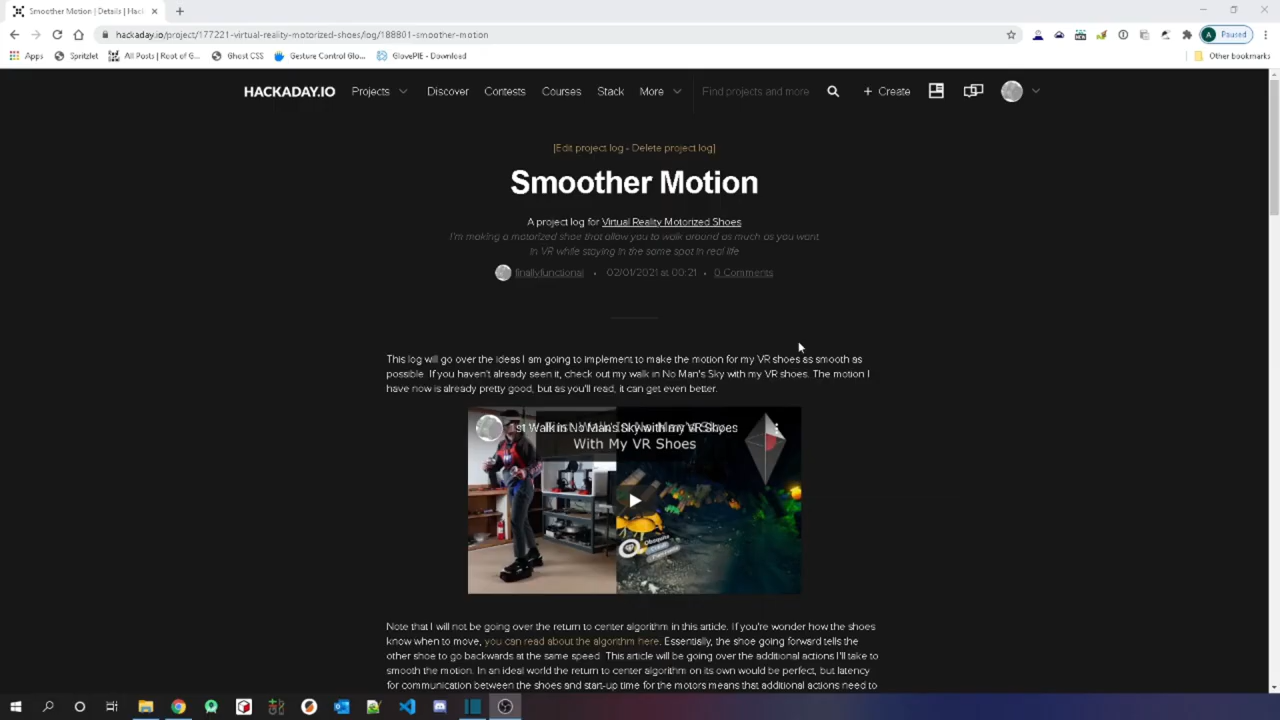 Smoother Motion | Details | Hac
hackaday.io/project/177221-virtual-reality-motorized-shoes/log/188801-smoother-motion
A Paused
Apps Spritzlet All Posts | Root of G... Ghost CSS Gesture Control Glo... GlovePIE - Download Other bookmarks
HACKADAY.IO Projects Discover Contests Courses Stack More Find projects and more + Create
[Edit project log - Delete project log]
Smoother Motion
A project log for Virtual Reality Motorized Shoes
I'm making a motorized shoe that allow you to walk around as much as you want
in VR while staying in the same spot in real life
finallyfunctional • 02/01/2021 at 00:21 • 0 Comments
This log will go over the ideas I am going to implement to make the motion for my VR shoes as smooth as
possible. If you haven't already seen it, check out my walk in No Man's Sky with my VR shoes. The motion I
have now is already pretty good, but as you'll read, it can get even better.
1st Walk in No Man's Sky with my VR Shoes
With My VR Shoes
Note that I will not be going over the return to center algorithm in this article. If you're wonder how the shoes
know when to move, you can read about the algorithm here. Essentially, the shoe going forward tells the
other shoe to go backwards at the same speed. This article will be going over the additional actions I'll take to
smooth the motion. In an ideal world the return to center algorithm on its own would be perfect, but latency
for communication between the shoes and start-up time for the motors means that additional actions need to